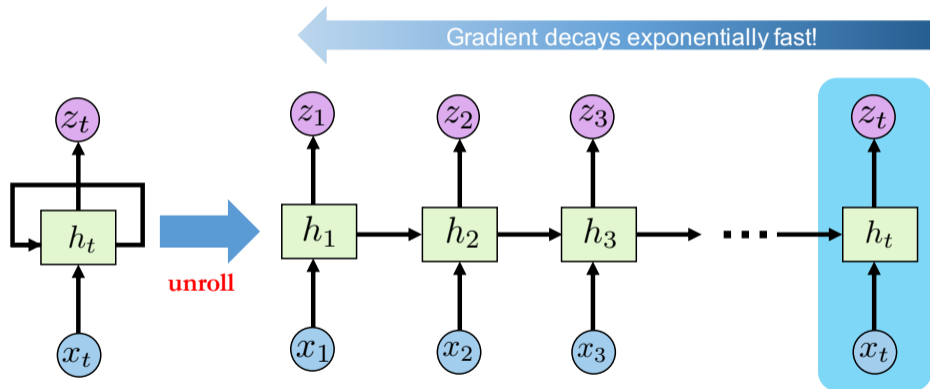 Gradient decays exponentially fast!
z_t z_1 z_2 z_3 z_t
h_t h_1 h_2 h_3 ···· h_t
unroll
x_t x_1 x_2 x_3 x_t